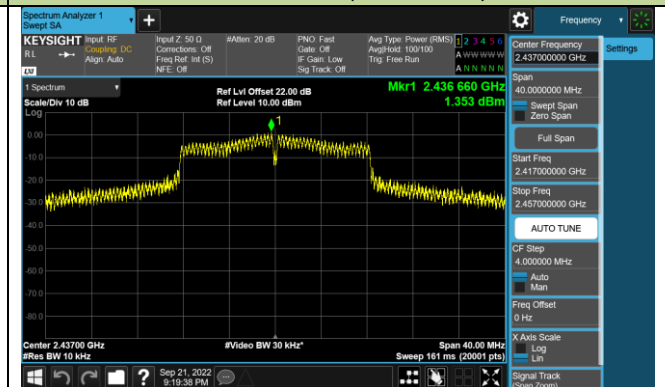 Spectrum Analyzer 1
Swept SA
Frequency
KEYSIGHT
Input: RF
Input Z: 50 Ω
#Atten: 20 dB
PNO: Fast
Avg Type: Power (RMS)
1 2 3 4 5 6
RL
Coupling: DC
Corrections: Off
Gate: Off
Avg|Hold: 100/100
A WWWWW
Align: Auto
Freq Ref: Int (S)
IF Gain: Low
Trig: Free Run
NFE: Off
Sig Track: Off
A N N N N N
LXI
1 Spectrum
Ref Lvl Offset 22.00 dB
Mkr1 2.436 660 GHz
Scale/Div 10 dB
Ref Level 10.00 dBm
1.353 dBm
Log
1
0.00
-10.0
-20.0
-30.0
-40.0
-50.0
-60.0
-70.0
-80.0
Center 2.43700 GHz
#Video BW 30 kHz*
Span 40.00 MHz
#Res BW 10 kHz
Sweep 161 ms (20001 pts)
Sep 21, 2022
9:19:38 PM
Center Frequency
2.437000000 GHz
Settings
Span
40.0000000 MHz
Swept Span
Zero Span
Full Span
Start Freq
2.417000000 GHz
Stop Freq
2.457000000 GHz
AUTO TUNE
CF Step
4.000000 MHz
Auto
Man
Freq Offset
0 Hz
X Axis Scale
Log
Lin
Signal Track
(Span Zoom)